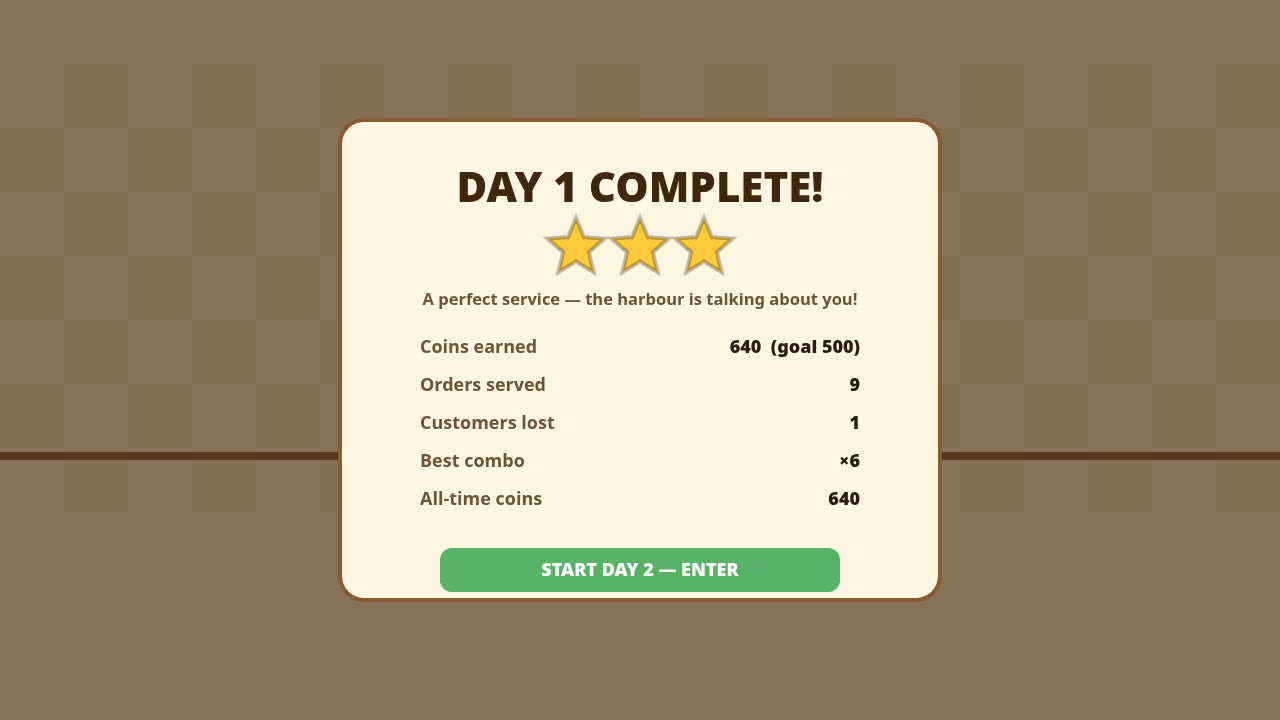 DAY 1 COMPLETE!
A perfect service — the harbour is talking about you!
Coins earned 640 (goal 500)
Orders served 9
Customers lost 1
Best combo ×6
All-time coins 640
START DAY 2 — ENTER